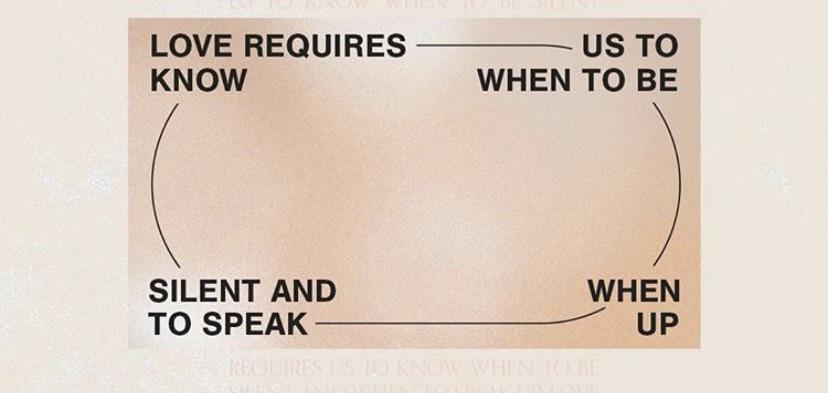 US TO KNOW WHEN TO BE SILENT
LOVE REQUIRES US TO
KNOW WHEN TO BE
SILENT AND WHEN
TO SPEAK UP
REQUIRES US TO KNOW WHEN TO BE
SILENT AND WHEN TO SPEAK UP LOVE